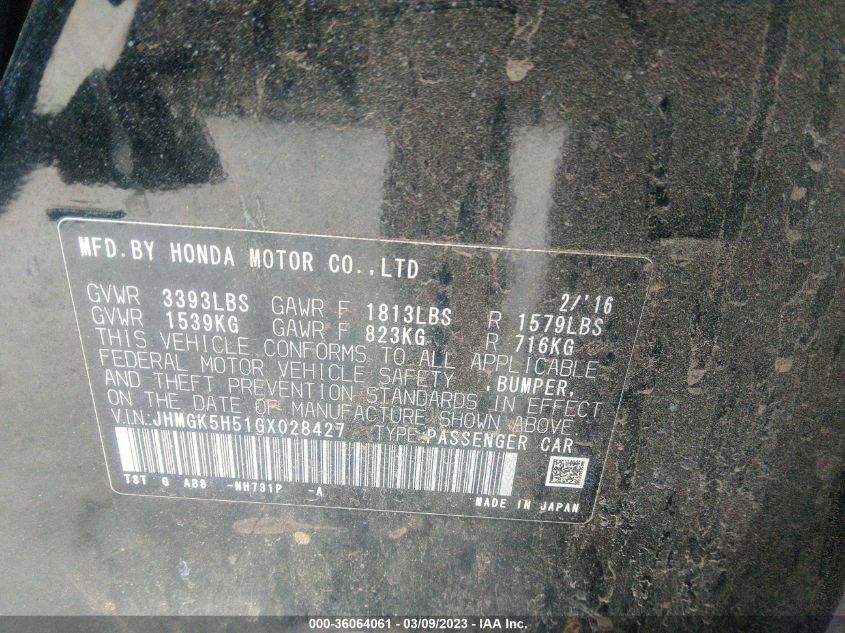 MFD.BY HONDA MOTOR CO.,LTD
2/'16
GVWR 3393LBS GAWR F 1813LBS R 1579LBS
GVWR 1539KG GAWR F 823KG R 716KG
THIS VEHICLE CONFORMS TO ALL APPLICABLE
FEDERAL MOTOR VEHICLE SAFETY ,BUMPER,
AND THEFT PREVENTION STANDARDS IN EFFECT
ON THE DATE OF MANUFACTURE SHOWN ABOVE
V.I.N.:JHMGK5H51GX028427 TYPE:PASSENGER CAR
TST G ABS -NH731P -A
MADE IN JAPAN
000-36064061 - 03/09/2023 - IAA Inc.